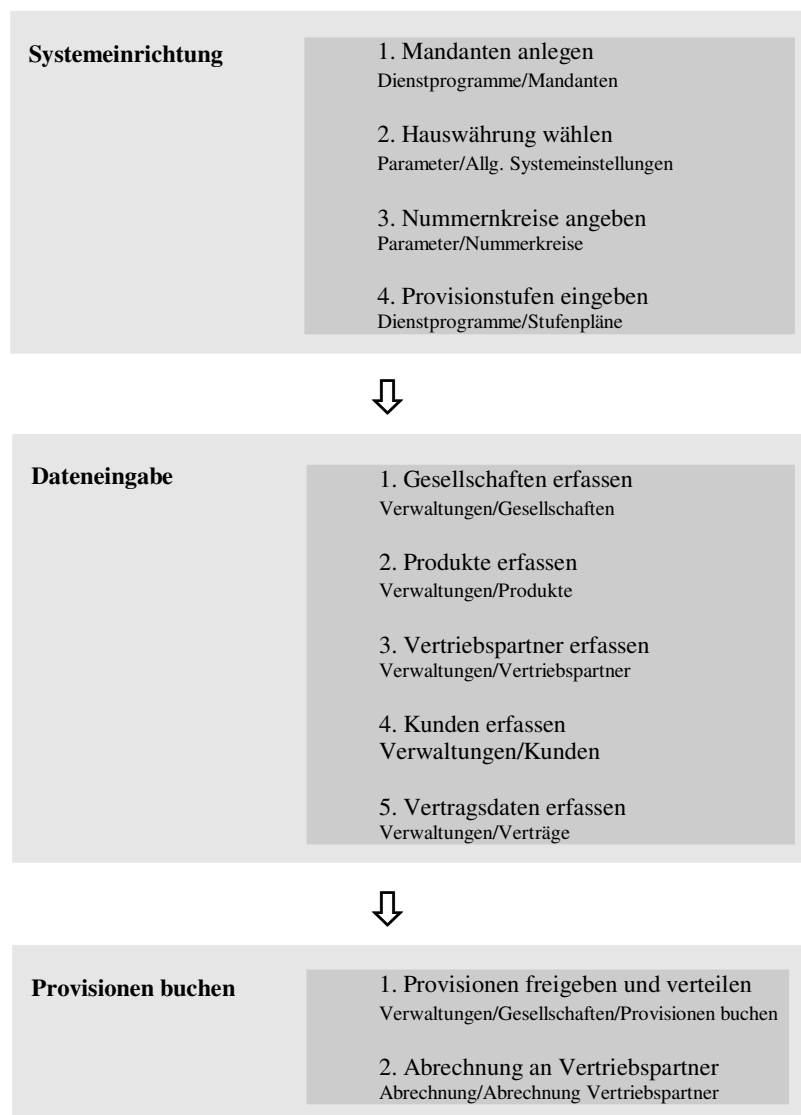 Systemeinrichtung
1. Mandanten anlegen
Dienstprogramme/Mandanten
2. Hauswährung wählen
Parameter/Allg. Systemeinstellungen
3. Nummernkreise angeben
Parameter/Nummerkreise
4. Provisionstufen eingeben
Dienstprogramme/Stufenpläne
Dateneingabe
1. Gesellschaften erfassen
Verwaltungen/Gesellschaften
2. Produkte erfassen
Verwaltungen/Produkte
3. Vertriebspartner erfassen
Verwaltungen/Vertriebspartner
4. Kunden erfassen
Verwaltungen/Kunden
5. Vertragsdaten erfassen
Verwaltungen/Verträge
Provisionen buchen
1. Provisionen freigeben und verteilen
Verwaltungen/Gesellschaften/Provisionen buchen
2. Abrechnung an Vertriebspartner
Abrechnung/Abrechnung Vertriebspartner